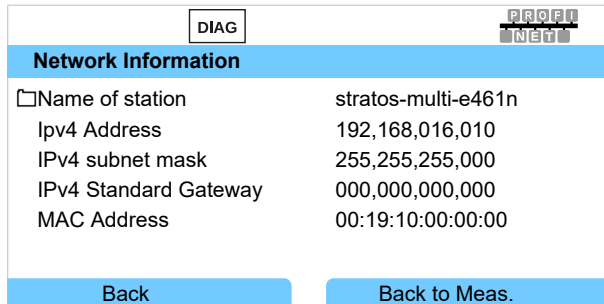 DIAG
PROFI
NET
Network Information
Name of station stratos-multi-e461n
Ipv4 Address 192,168,016,010
IPv4 subnet mask 255,255,255,000
IPv4 Standard Gateway 000,000,000,000
MAC Address 00:19:10:00:00:00
Back Back to Meas.